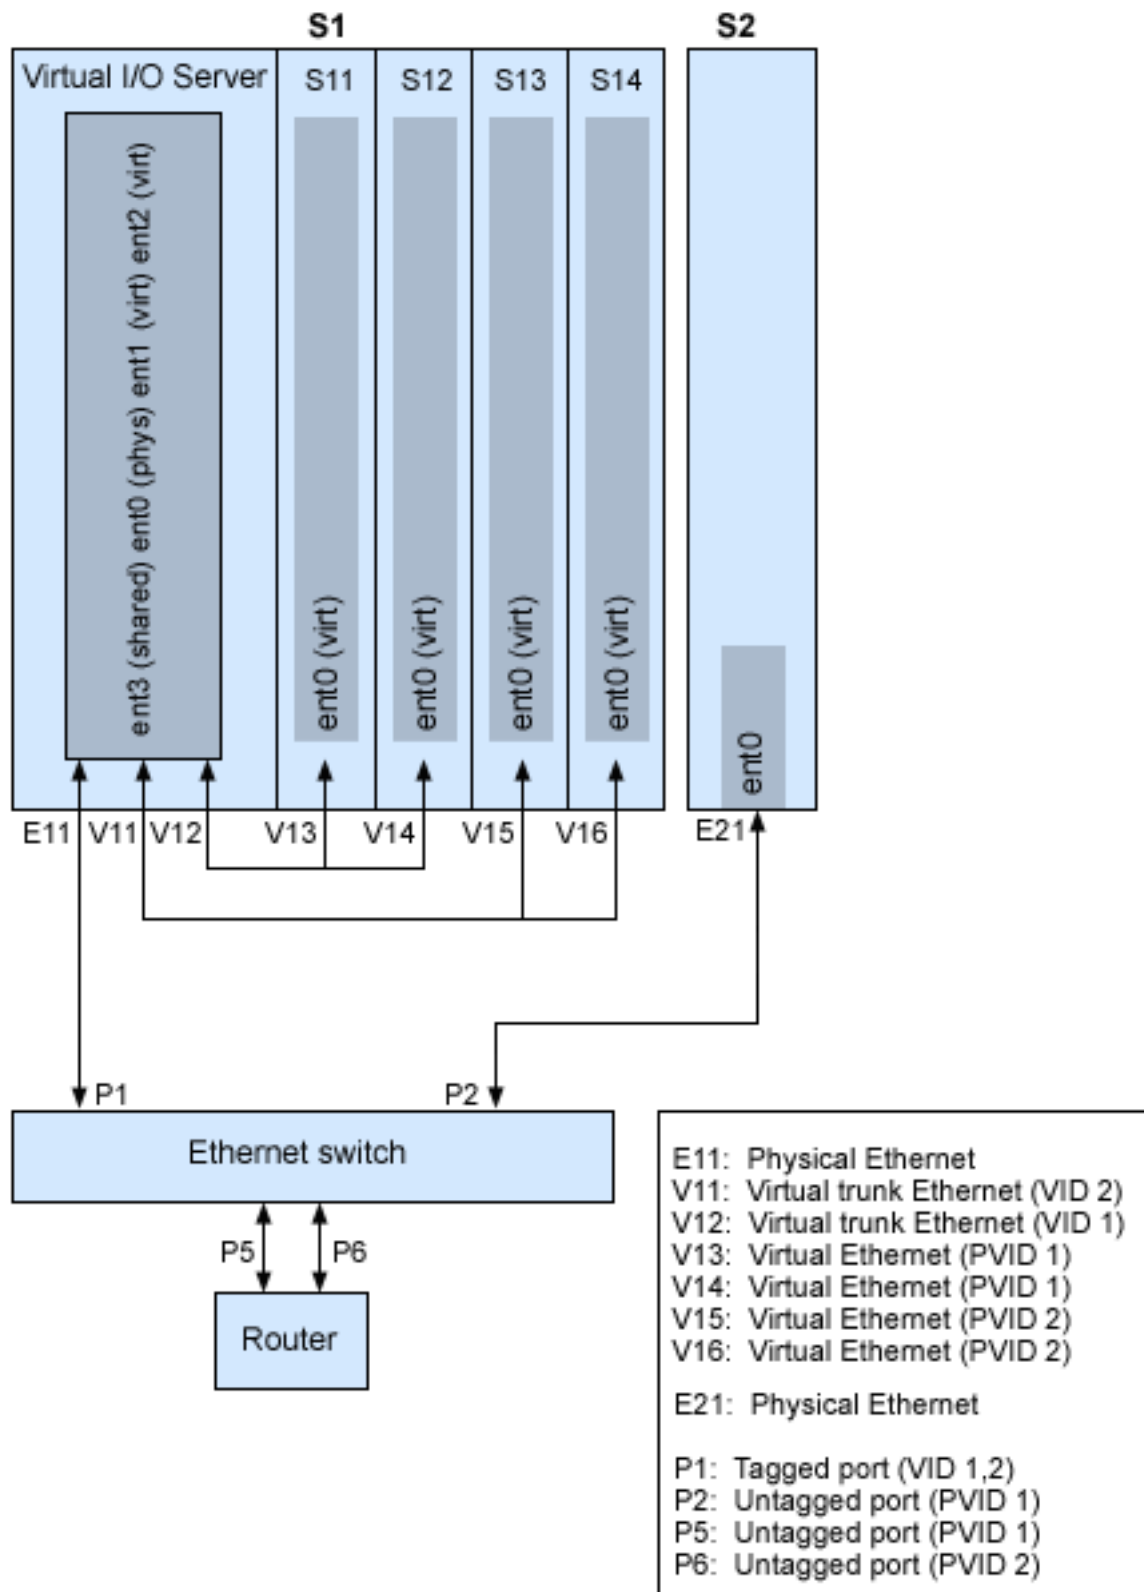 S1
S2
Virtual I/O Server
S11
S12
S13
S14
ent3 (shared) ent0 (phys) ent1 (virt) ent2 (virt)
ent0 (virt)
ent0 (virt)
ent0 (virt)
ent0 (virt)
ent0
E11
V11
V12
V13
V14
V15
V16
E21
P1
P2
Ethernet switch
P5
P6
Router
E11: Physical Ethernet
V11: Virtual trunk Ethernet (VID 2)
V12: Virtual trunk Ethernet (VID 1)
V13: Virtual Ethernet (PVID 1)
V14: Virtual Ethernet (PVID 1)
V15: Virtual Ethernet (PVID 2)
V16: Virtual Ethernet (PVID 2)
E21: Physical Ethernet
P1: Tagged port (VID 1,2)
P2: Untagged port (PVID 1)
P5: Untagged port (PVID 1)
P6: Untagged port (PVID 2)